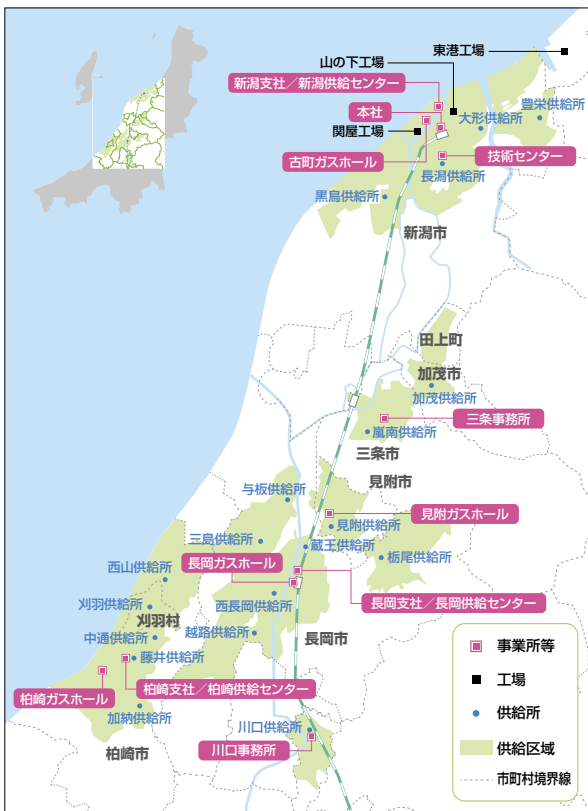 東港工場
山の下工場
新潟支社／新潟供給センター
豊栄供給所
本社
大形供給所
関屋工場
古町ガスホール
技術センター
長潟供給所
黒鳥供給所
新潟市
田上町
加茂市
加茂供給所
三条事務所
嵐南供給所
三条市
見附市
与板供給所
見附ガスホール
見附供給所
三島供給所
蔵王供給所
長岡ガスホール
栃尾供給所
西山供給所
西長岡供給所
長岡支社／長岡供給センター
刈羽供給所
刈羽村
中通供給所
越路供給所
長岡市
藤井供給所
柏崎支社／柏崎供給センター
柏崎ガスホール
加納供給所
川口供給所
柏崎市
川口事務所
事業所等
工場
供給所
供給区域
市町村境界線